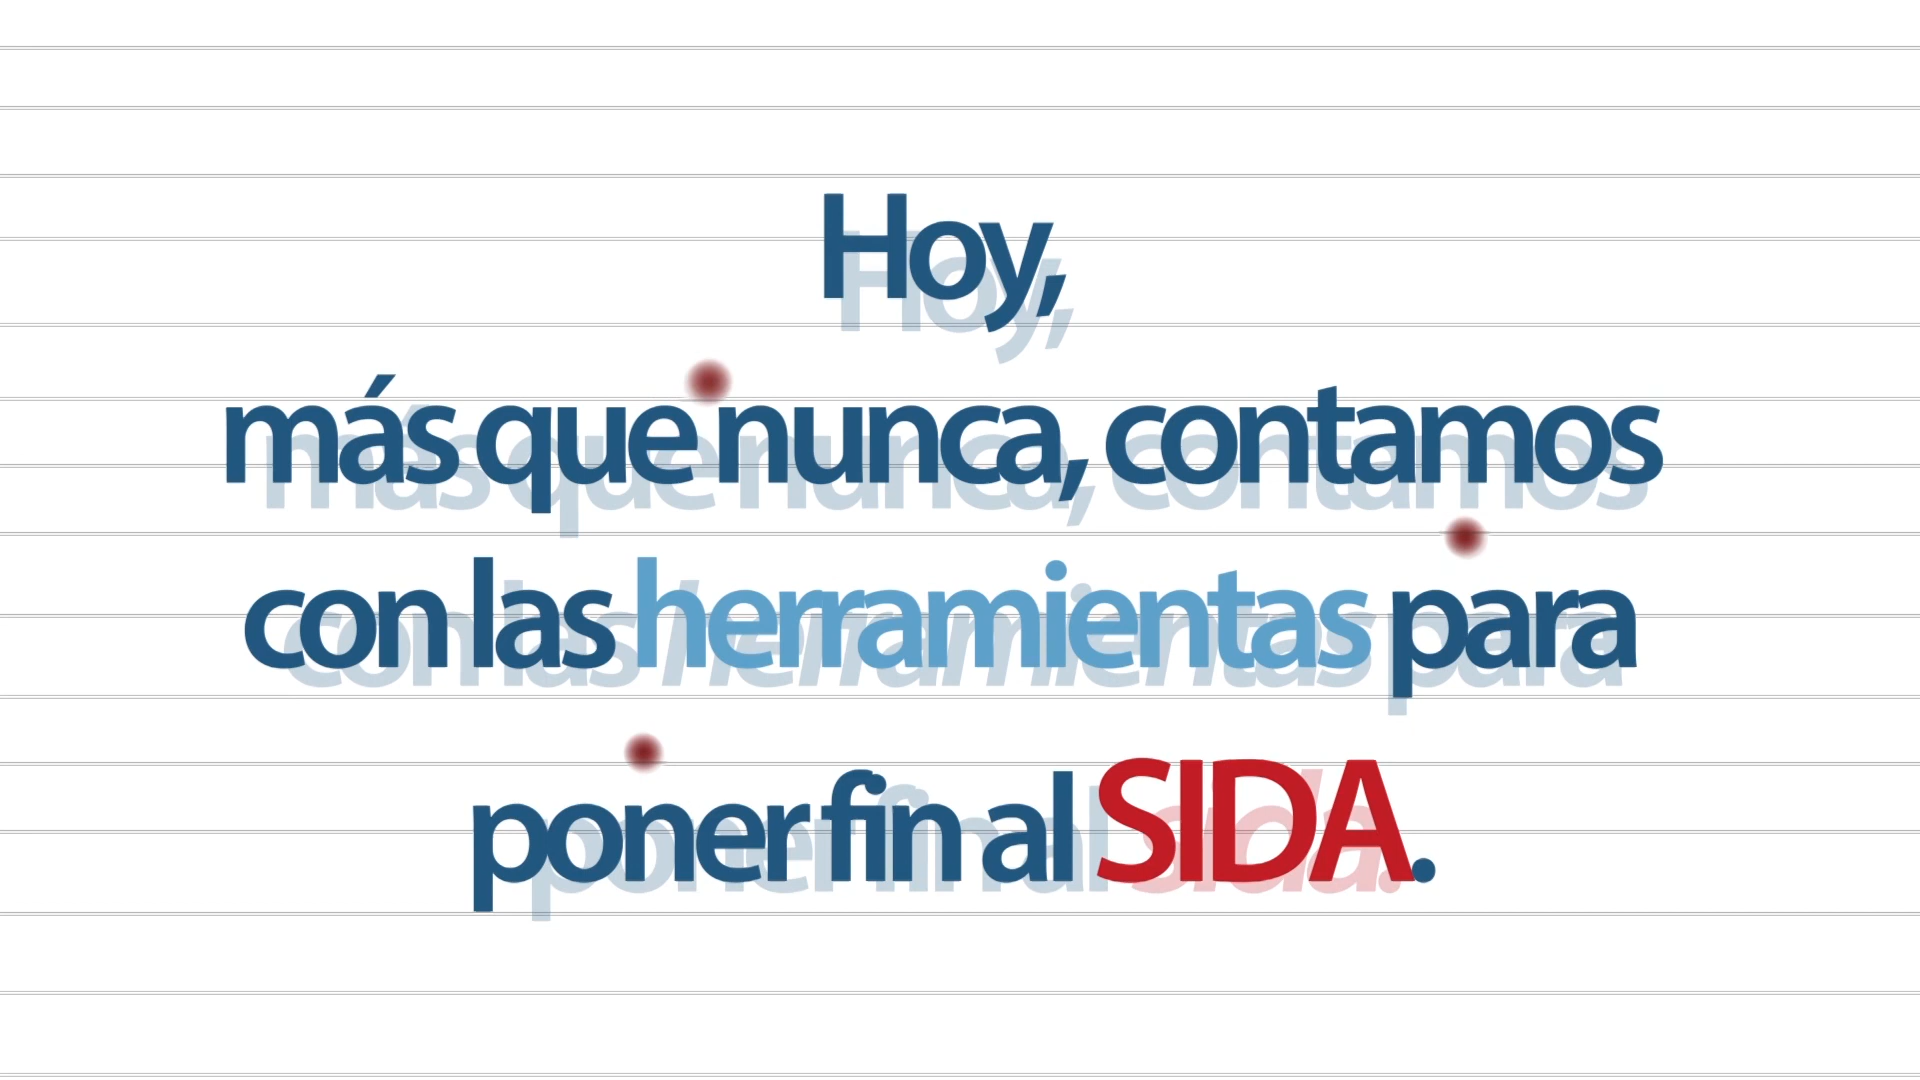 Hoy,
más que nunca, contamos
con las herramientas para
poner fin al SIDA.